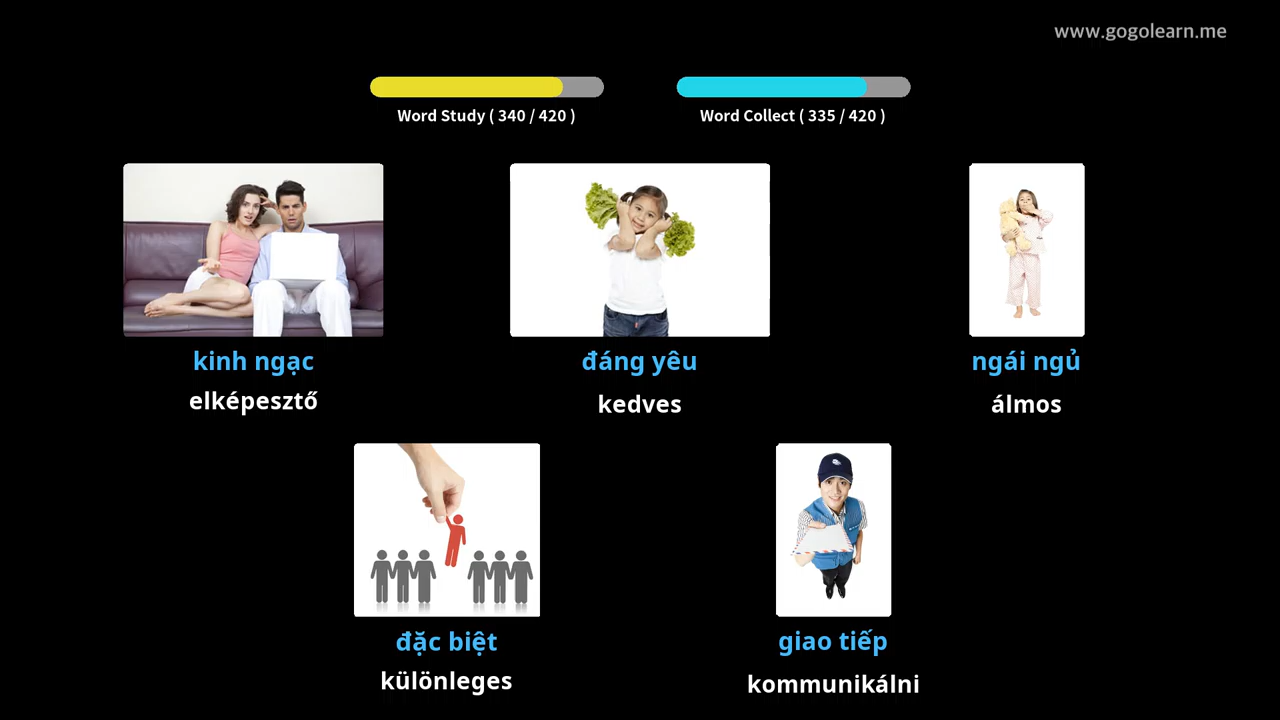 www.gogolearn.me
Word Study ( 340 / 420 )
Word Collect ( 335 / 420 )
kinh ngạc
elképesztő
đáng yêu
kedves
ngái ngủ
álmos
đặc biệt
különleges
giao tiếp
kommunikálni